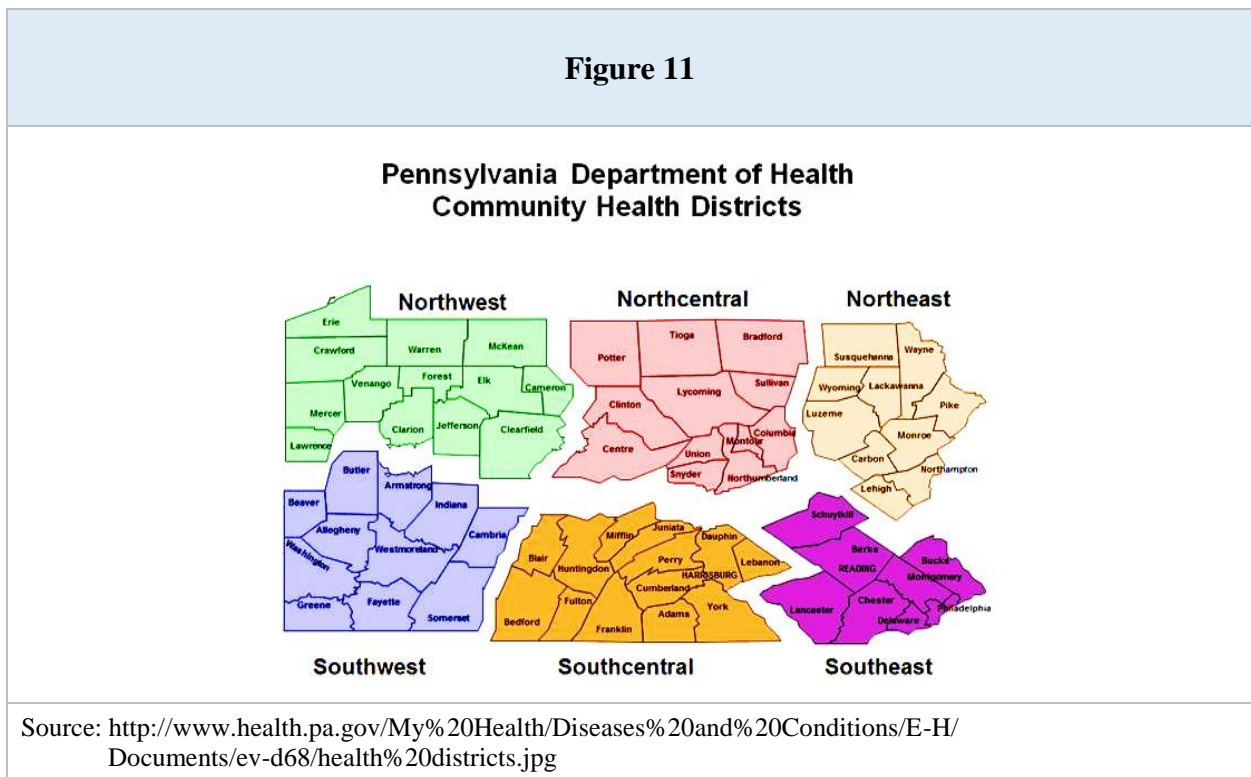 Figure 11
Pennsylvania Department of Health
Community Health Districts
Northwest
Erie
Crawford
Warren
McKean
Venango
Forest
Elk
Cameron
Mercer
Clarion
Jefferson
Clearfield
Lawrence
Northcentral
Potter
Tioga
Bradford
Sullivan
Lycoming
Clinton
Centre
Union
Montour
Columbia
Snyder
Northumberland
Northeast
Susquehanna
Wayne
Wyoming
Lackawanna
Luzerne
Pike
Monroe
Carbon
Northampton
Lehigh
Butler
Armstrong
Beaver
Indiana
Allegheny
Cambria
Washington
Westmoreland
Greene
Fayette
Somerset
Southwest
Mifflin
Juniata
Dauphin
Blair
Huntingdon
Perry
Lebanon
HARRISBURG
Cumberland
Fulton
Bedford
Franklin
Adams
York
Southcentral
Schuylkill
Berks
READING
Bucks
Montgomery
Lancaster
Chester
Philadelphia
Delaware
Southeast
Source: http://www.health.pa.gov/My%20Health/Diseases%20and%20Conditions/E-H/
Documents/ev-d68/health%20districts.jpg